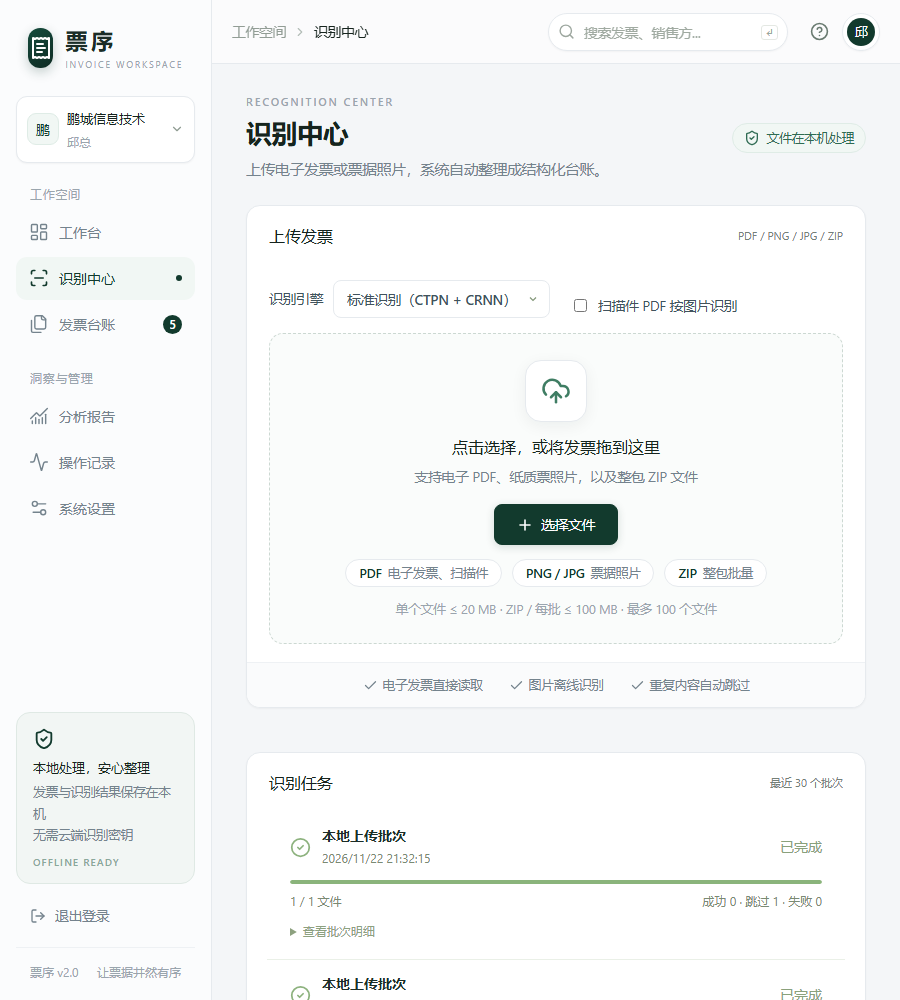 票序
INVOICE WORKSPACE
鹏
鹏城信息技术
邱总
工作空间
工作台
识别中心
发票台账
5
洞察与管理
分析报告
操作记录
系统设置
本地处理，安心整理
发票与识别结果保存在本
机
无需云端识别密钥
OFFLINE READY
退出登录
票序 v2.0 让票据井然有序
工作空间 > 识别中心
搜索发票、销售方...
邱
RECOGNITION CENTER
识别中心
上传电子发票或票据照片，系统自动整理成结构化台账。
文件在本机处理
上传发票
PDF / PNG / JPG / ZIP
识别引擎
标准识别（CTPN + CRNN）
扫描件 PDF 按图片识别
点击选择，或将发票拖到这里
支持电子 PDF、纸质票照片，以及整包 ZIP 文件
+ 选择文件
PDF 电子发票、扫描件
PNG / JPG 票据照片
ZIP 整包批量
单个文件 ≤ 20 MB · ZIP / 每批 ≤ 100 MB · 最多 100 个文件
电子发票直接读取
图片离线识别
重复内容自动跳过
识别任务
最近 30 个批次
本地上传批次
2026/11/22 21:32:15
已完成
1 / 1 文件
成功 0 · 跳过 1 · 失败 0
查看批次明细
本地上传批次
已完成